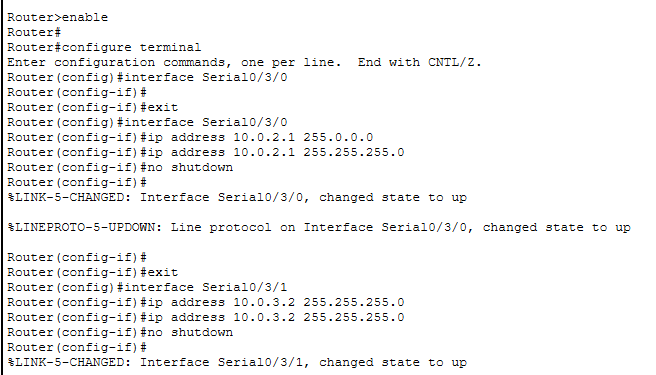 Router>enable
Router#
Router#configure terminal
Enter configuration commands, one per line.  End with CNTL/Z.
Router(config)#interface Serial0/3/0
Router(config-if)#
Router(config-if)#exit
Router(config)#interface Serial0/3/0
Router(config-if)#ip address 10.0.2.1 255.0.0.0
Router(config-if)#ip address 10.0.2.1 255.255.255.0
Router(config-if)#no shutdown
Router(config-if)#
%LINK-5-CHANGED: Interface Serial0/3/0, changed state to up
%LINEPROTO-5-UPDOWN: Line protocol on Interface Serial0/3/0, changed state to up
Router(config-if)#
Router(config-if)#exit
Router(config)#interface Serial0/3/1
Router(config-if)#ip address 10.0.3.2 255.255.255.0
Router(config-if)#ip address 10.0.3.2 255.255.255.0
Router(config-if)#no shutdown
Router(config-if)#
%LINK-5-CHANGED: Interface Serial0/3/1, changed state to up